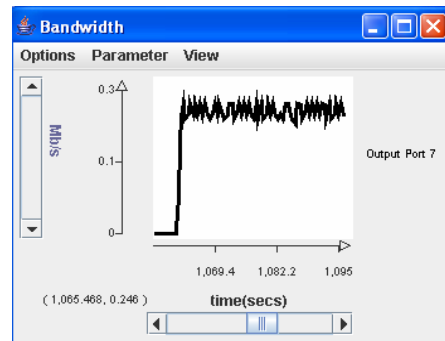 Bandwidth
Options Parameter View
0.3
Mb/s
0.1
0
Output Port 7
1,069.4 1,082.2 1,095
( 1,065.468, 0.246 ) time(secs)